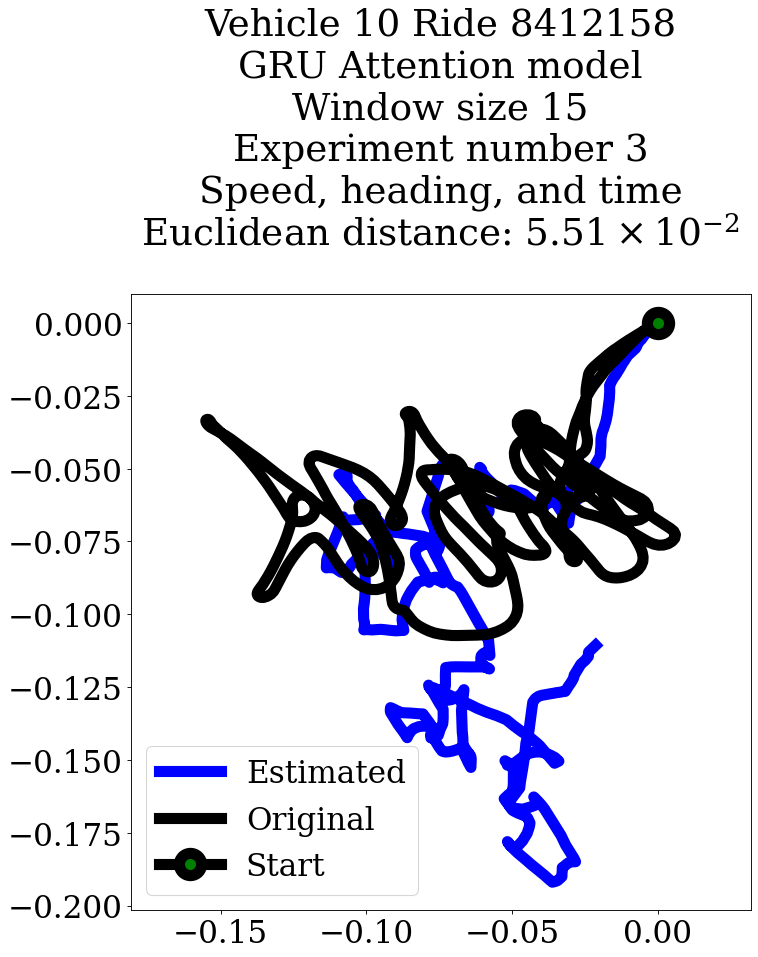 Vehicle 10 Ride 8412158
GRU Attention model
Window size 15
Experiment number 3
Speed, heading, and time
Euclidean distance: 5.51 × 10⁻²
0.000
−0.025
−0.050
−0.075
−0.100
−0.125
−0.150
−0.175
−0.200
Estimated
Original
Start
−0.15
−0.10
−0.05
0.00